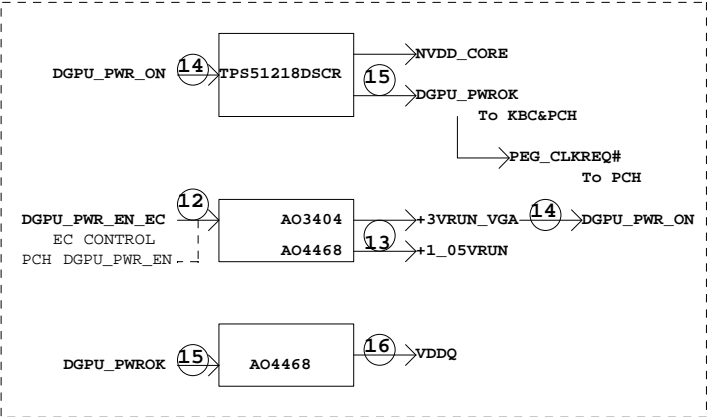 NVDD_CORE
DGPU_PWR_ON 14 TPS51218DSCR
15
DGPU_PWROK
To KBC&PCH
PEG_CLKREQ#
To PCH
12
DGPU_PWR_EN_EC AO3404 +3VRUN_VGA 14 DGPU_PWR_ON
EC CONTROL
13
PCH DGPU_PWR_EN AO4468 +1_05VRUN
16 VDDQ
DGPU_PWROK 15 AO4468